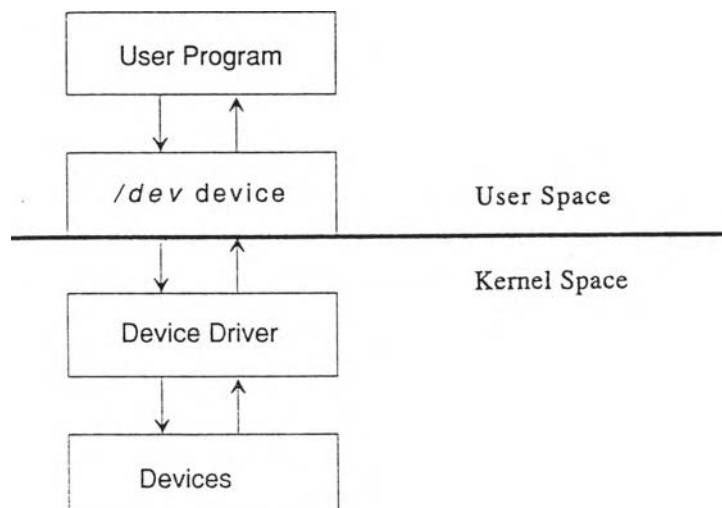 User Program
/dev device
User Space
Kernel Space
Device Driver
Devices